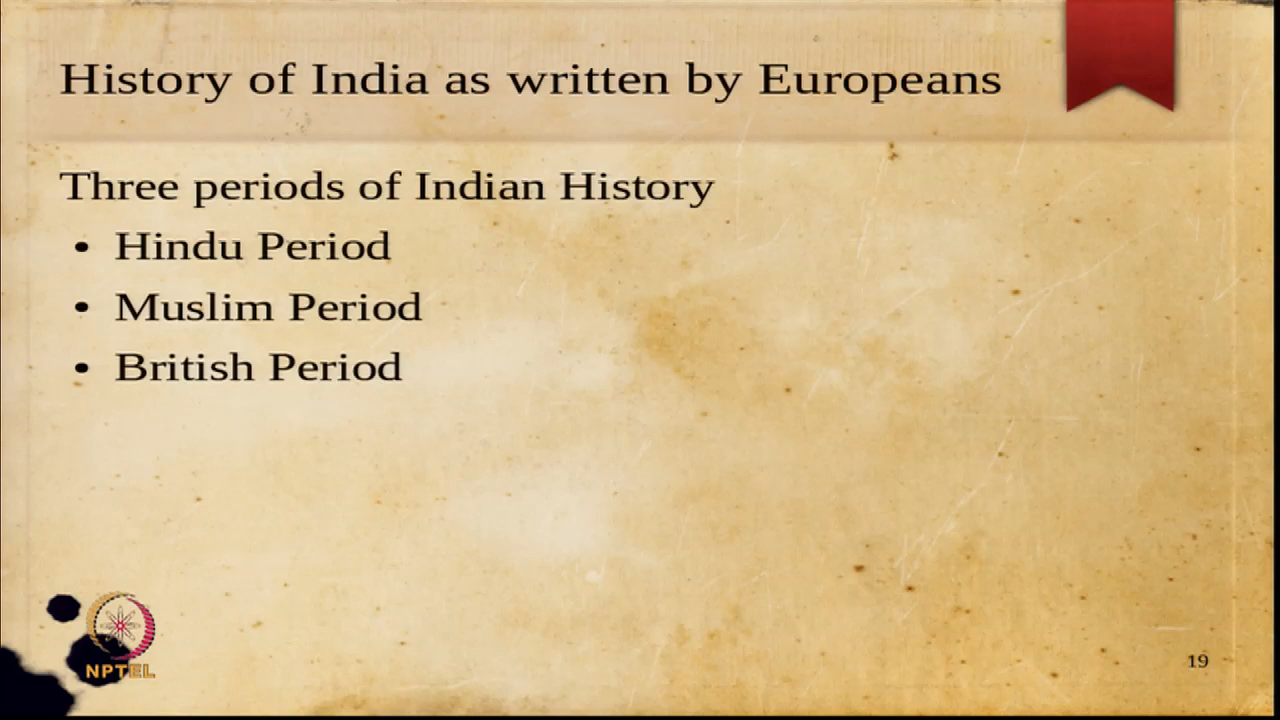 History of India as written by Europeans
Three periods of Indian History
• Hindu Period
• Muslim Period
• British Period
NPTEL
19